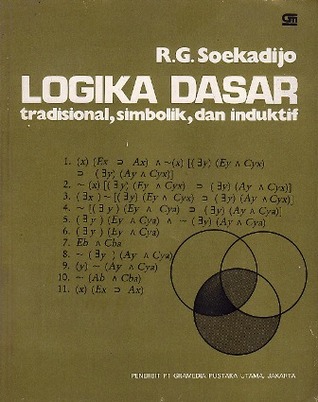 R.G. Soekadijo
LOGIKA DASAR
tradisional, simbolik, dan induktif
1. (x) (Ex ⊃ Ax) ∧ ~(x) [(∃y) (Ey ∧ Cyx)
⊃ (∃y) (Ay ∧ Cyx)]
2. ~ (x) [(∃y) (Ey ∧ Cyx) ⊃ (∃y) (Ay ∧ Cyx)]
3. (∃x) ~ [(∃y) (Ey ∧ Cyx) ⊃ (∃y) (Ay ∧ Cyx)]
4. ~ [(∃y) (Ey ∧ Cya) ⊃ (∃y) (Ay ∧ Cya)]
5. (∃y) (Ey ∧ Cya) ∧ ~ (∃y) (Ay ∧ Cya)
6. (∃y) (Ey ∧ Cya)
7. Eb ∧ Cba
8. ~ (∃y) (Ay ∧ Cya)
9. (y) ~ (Ay ∧ Cya)
10. ~ (Ab ∧ Cba)
11. (x) (Ex ⊃ Ax)
PENERBIT PT GRAMEDIA PUSTAKA UTAMA, JAKARTA